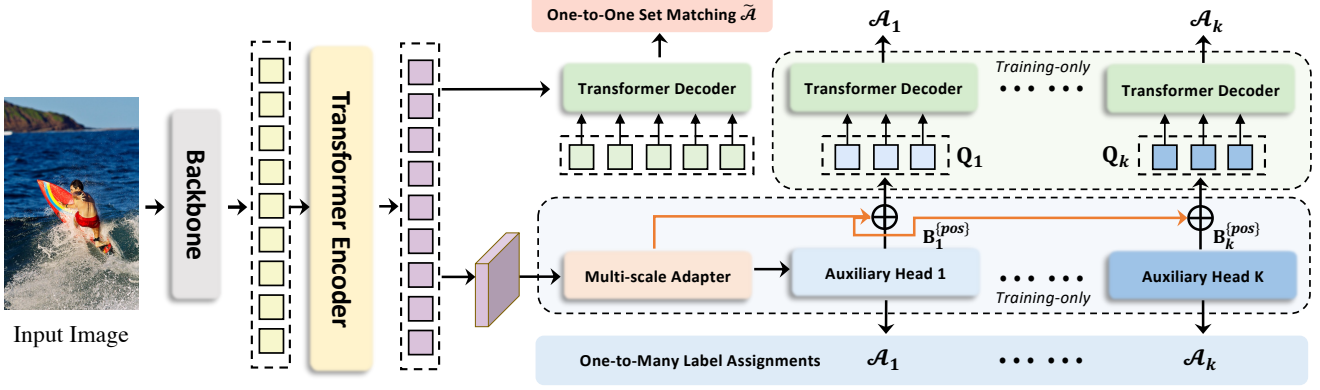 One-to-One Set Matching 𝒜̃
𝒜₁
𝒜ₖ
Transformer Decoder
Transformer Decoder
Training-only
• • • • • •
Transformer Decoder
Q₁
Qₖ
Backbone
Transformer Encoder
Input Image
B₁^{pos}
Bₖ^{pos}
Multi-scale Adapter
Auxiliary Head 1
• • • • • •
Training-only
Auxiliary Head K
One-to-Many Label Assignments
𝒜₁
• • • • • •
𝒜ₖ